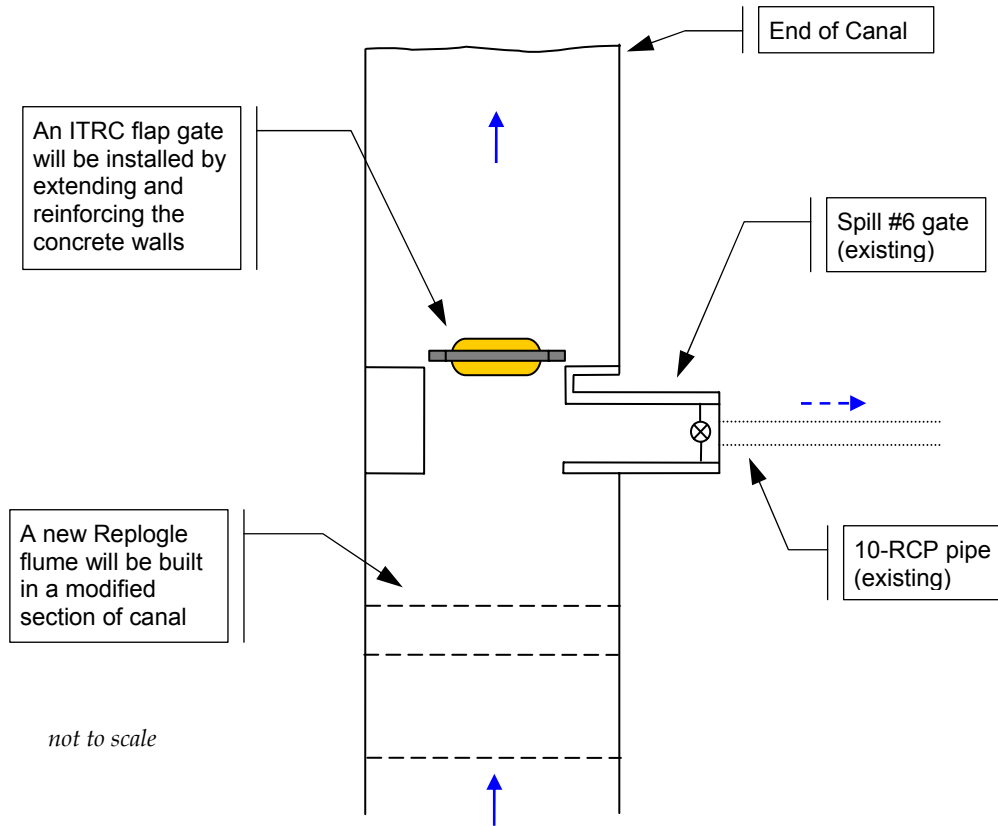 End of Canal
An ITRC flap gate
will be installed by
extending and
reinforcing the
concrete walls
Spill #6 gate
(existing)
A new Replogle
flume will be built
in a modified
section of canal
10-RCP pipe
(existing)
not to scale